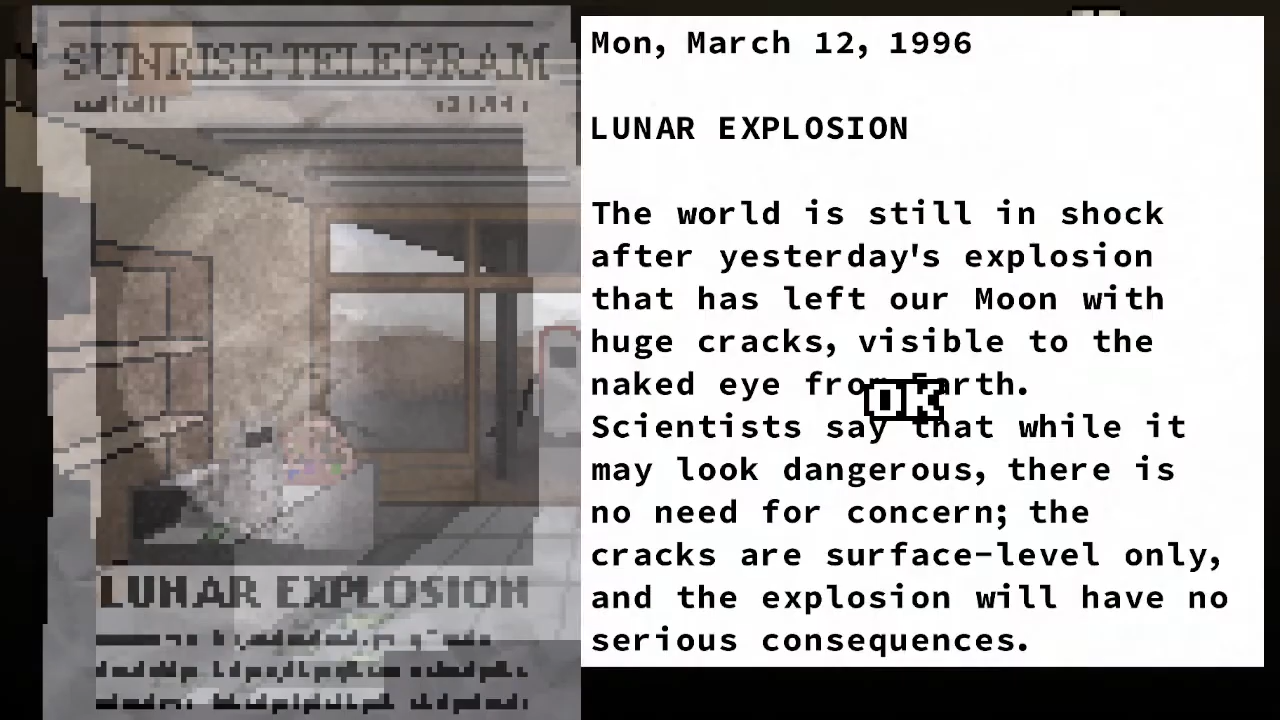 SUNRISE TELEGRAM
LUNAR EXPLOSION
Mon, March 12, 1996
LUNAR EXPLOSION
The world is still in shock
after yesterday's explosion
that has left our Moon with
huge cracks, visible to the
naked eye from Earth.
OK
Scientists say that while it
may look dangerous, there is
no need for concern; the
cracks are surface-level only,
and the explosion will have no
serious consequences.